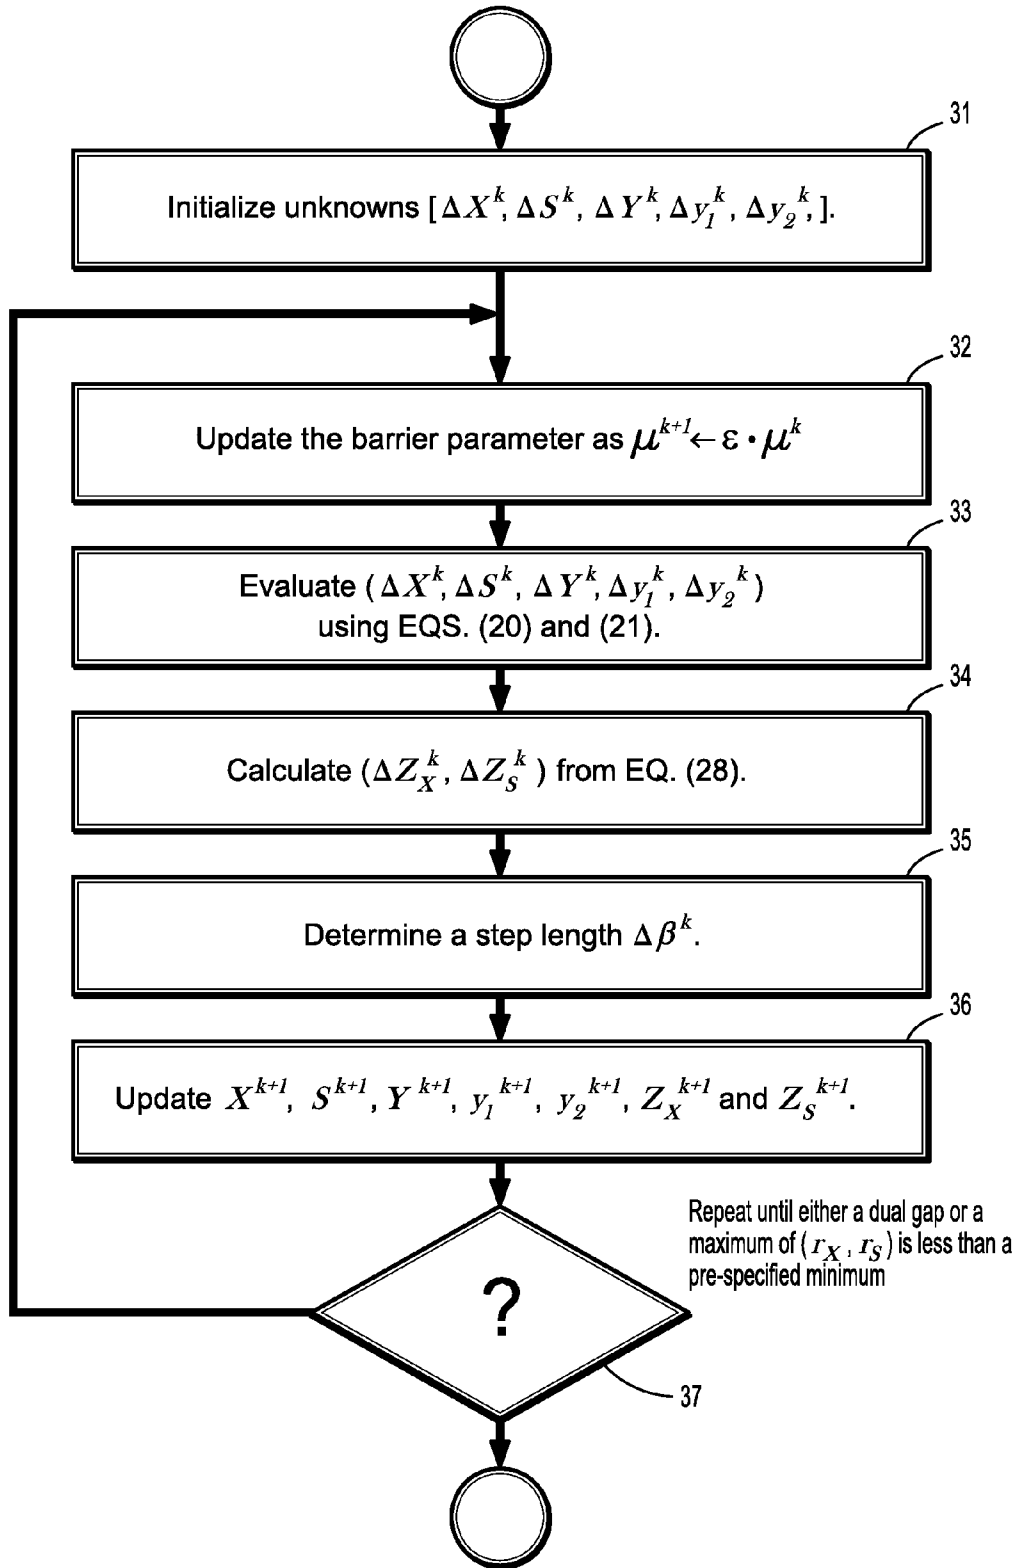 31
Initialize unknowns [ΔX^k, ΔS^k, ΔY^k, Δy_1^k, Δy_2^k, ].
32
Update the barrier parameter as μ^{k+1}←ε·μ^k
33
Evaluate (ΔX^k, ΔS^k, ΔY^k, Δy_1^k, Δy_2^k)
using EQS. (20) and (21).
34
Calculate (ΔZ_X^k, ΔZ_S^k) from EQ. (28).
35
Determine a step length Δβ^k.
36
Update X^{k+1}, S^{k+1}, Y^{k+1}, y_1^{k+1}, y_2^{k+1}, Z_X^{k+1} and Z_S^{k+1}.
Repeat until either a dual gap or a
maximum of (r_X, r_S) is less than a
pre-specified minimum
?
37